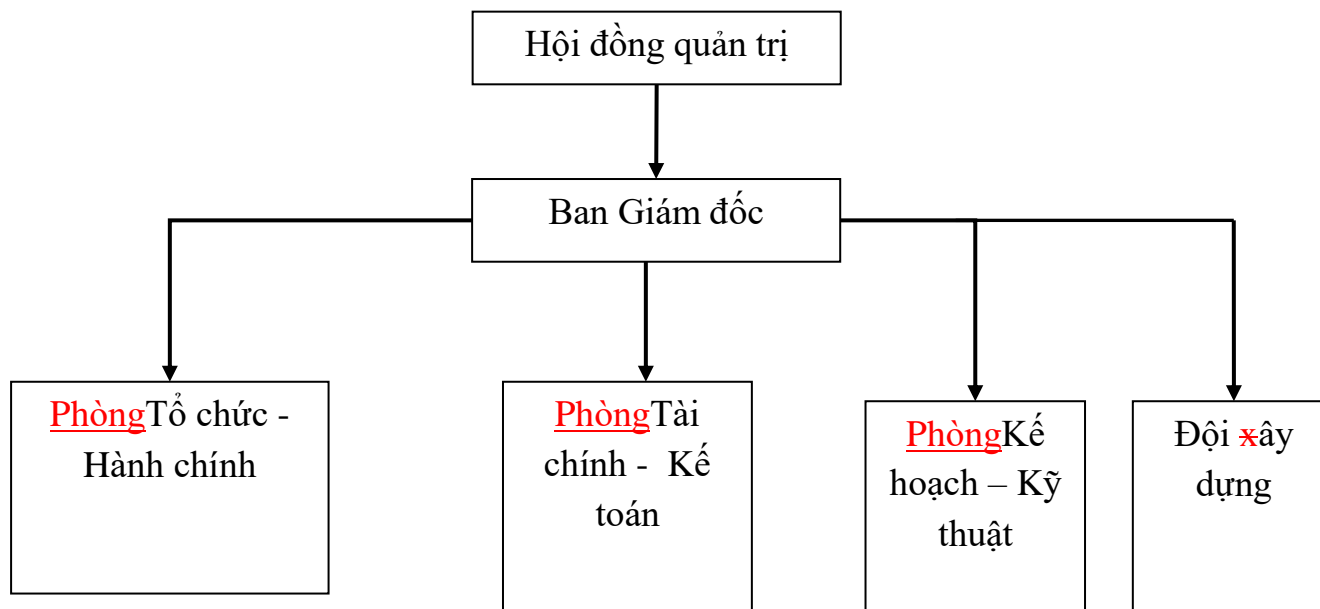 Hội đồng quản trị
Ban Giám đốc
PhòngTổ chức -
Hành chính
PhòngTài
chính - Kế
toán
PhòngKế
hoạch – Kỹ
thuật
Đội xây
dựng